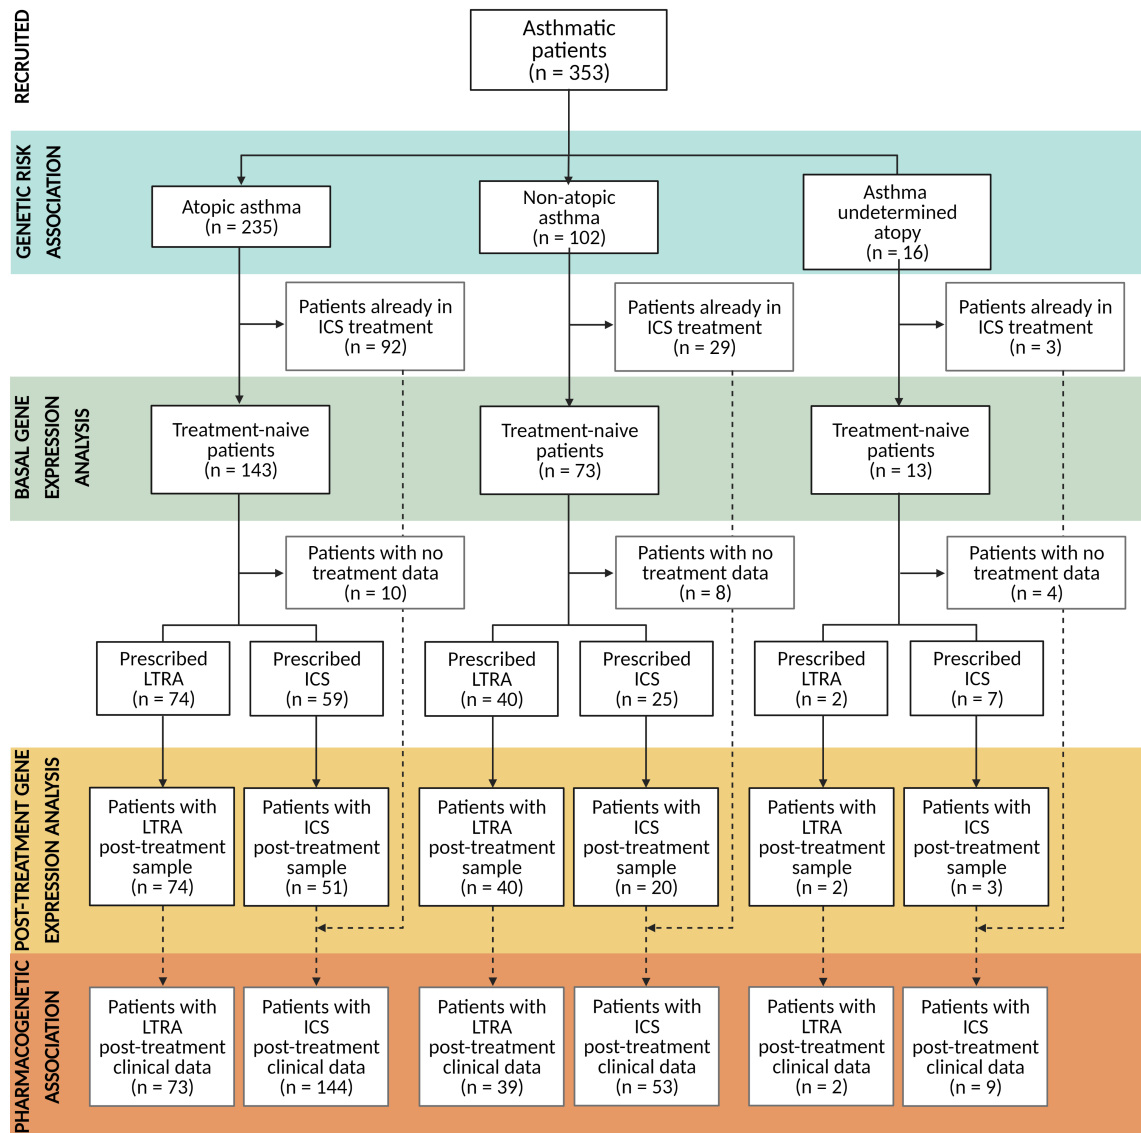 RECRUITED
Asthmatic
patients
(n = 353)
GENETIC RISK
ASSOCIATION
Atopic asthma
(n = 235)
Non-atopic
asthma
(n = 102)
Asthma
undetermined
atopy
(n = 16)
Patients already in
ICS treatment
(n = 92)
Patients already in
ICS treatment
(n = 29)
Patients already in
ICS treatment
(n = 3)
BASAL GENE
EXPRESSION
ANALYSIS
Treatment-naive
patients
(n = 143)
Treatment-naive
patients
(n = 73)
Treatment-naive
patients
(n = 13)
Patients with no
treatment data
(n = 10)
Patients with no
treatment data
(n = 8)
Patients with no
treatment data
(n = 4)
Prescribed
LTRA
(n = 74)
Prescribed
ICS
(n = 59)
Prescribed
LTRA
(n = 40)
Prescribed
ICS
(n = 25)
Prescribed
LTRA
(n = 2)
Prescribed
ICS
(n = 7)
POST-TREATMENT GENE
EXPRESSION ANALYSIS
Patients with
LTRA
post-treatment
sample
(n = 74)
Patients with
ICS
post-treatment
sample
(n = 51)
Patients with
LTRA
post-treatment
sample
(n = 40)
Patients with
ICS
post-treatment
sample
(n = 20)
Patients with
LTRA
post-treatment
sample
(n = 2)
Patients with
ICS
post-treatment
sample
(n = 3)
PHARMACOGENETIC
ASSOCIATION
Patients with
LTRA
post-treatment
clinical data
(n = 73)
Patients with
ICS
post-treatment
clinical data
(n = 144)
Patients with
LTRA
post-treatment
clinical data
(n = 39)
Patients with
ICS
post-treatment
clinical data
(n = 53)
Patients with
LTRA
post-treatment
clinical data
(n = 2)
Patients with
ICS
post-treatment
clinical data
(n = 9)